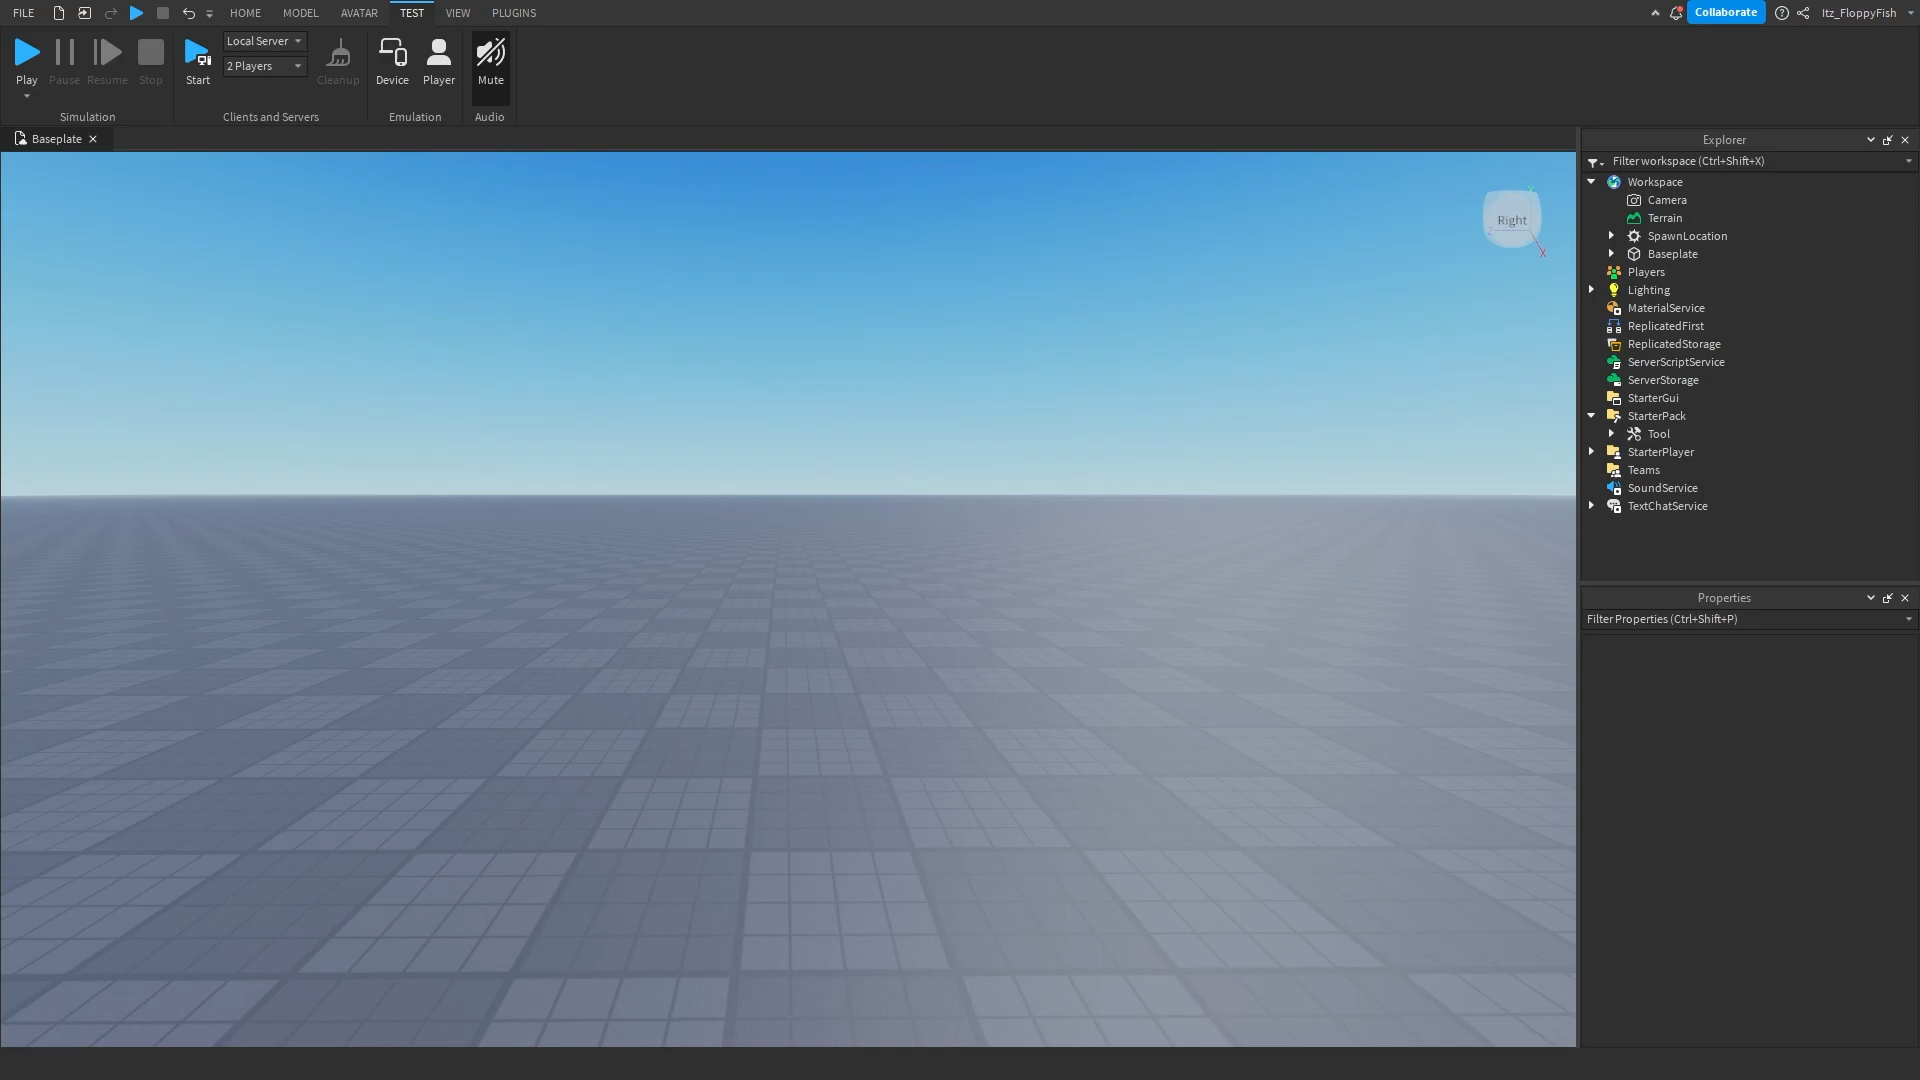 FILE HOME MODEL AVATAR TEST VIEW PLUGINS Collaborate Itz_FloppyFish
Play Pause Resume Stop Start Local Server 2 Players Cleanup Device Player Mute
Simulation Clients and Servers Emulation Audio
Baseplate
Right
Y
Z
X
Explorer
Filter workspace (Ctrl+Shift+X)
Workspace
Camera
Terrain
SpawnLocation
Baseplate
Players
Lighting
MaterialService
ReplicatedFirst
ReplicatedStorage
ServerScriptService
ServerStorage
StarterGui
StarterPack
Tool
StarterPlayer
Teams
SoundService
TextChatService
Properties
Filter Properties (Ctrl+Shift+P)